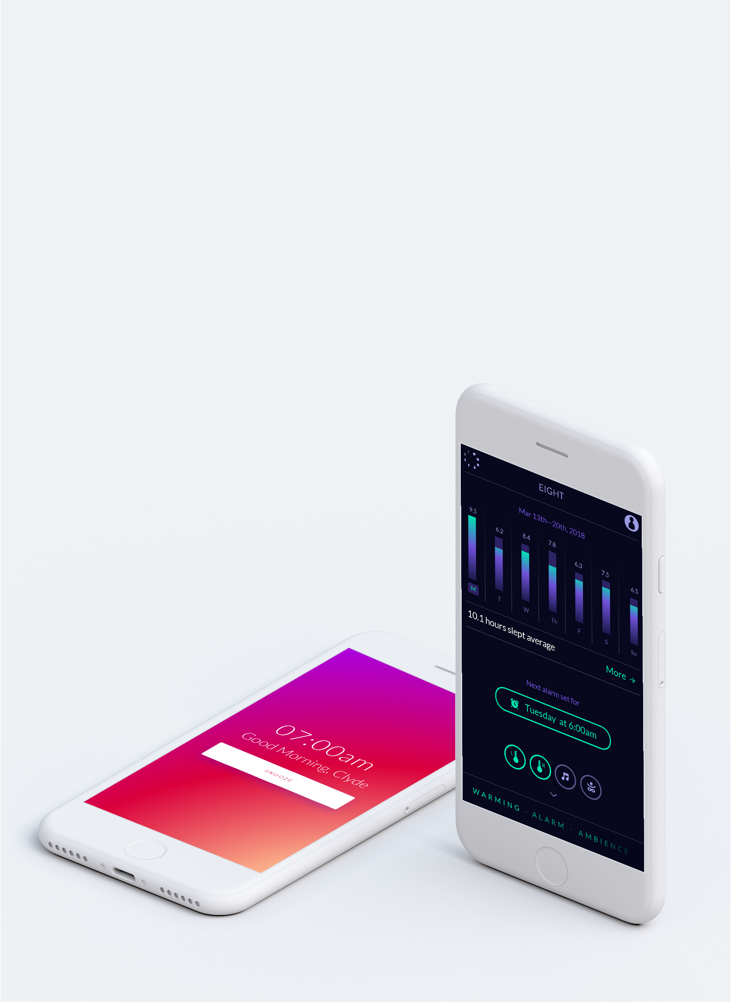 EIGHT
Mar 13th—20th, 2018
9.5 6.2 8.4 7.8 6.3 7.5 6.5
M T W Th F S Su
10.1 hours slept average
More →
Next alarm set for
Tuesday at 6:00am
WARMING · ALARM · AMBIENCE
07:00am
Good Morning, Clyde
SNOOZE